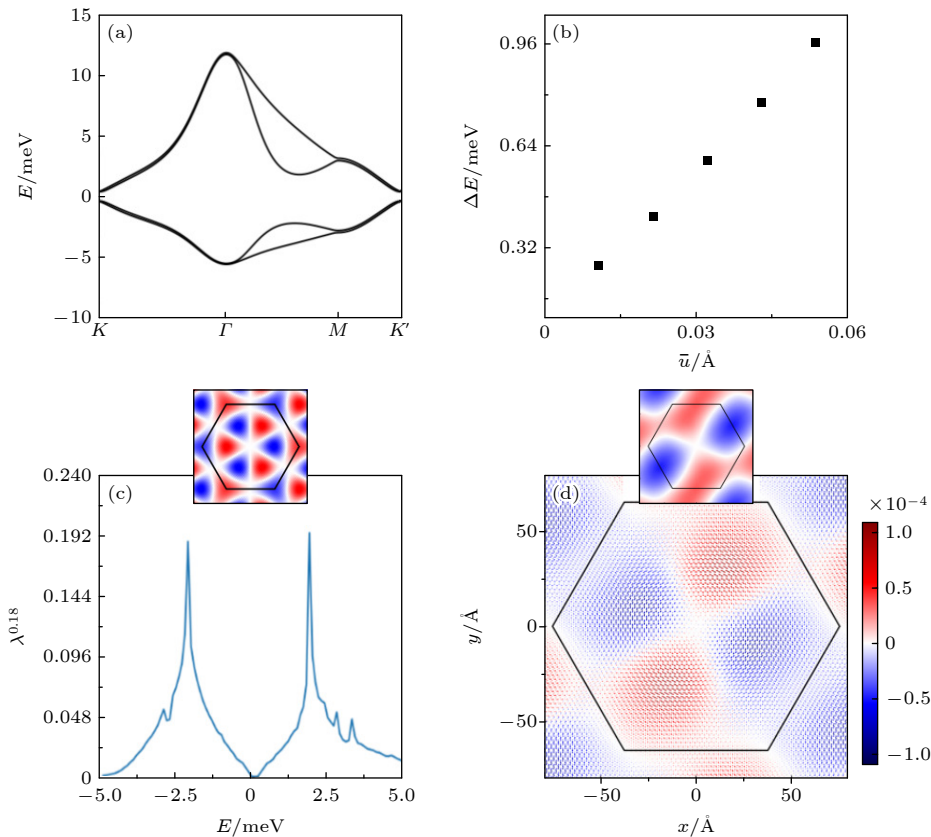 (a)
15
10
5
0
−5
−10
E/meV
K Γ M K′
(b)
0.96
0.64
0.32
ΔE/meV
0 0.03 0.06
ū/Å
(c)
0.240
0.192
0.144
0.096
0.048
0
λ^0.18
−5.0 −2.5 0 2.5 5.0
E/meV
(d)
50
0
−50
y/Å
−50 0 50
x/Å
×10⁻⁴
1.0
0.5
0
−0.5
−1.0